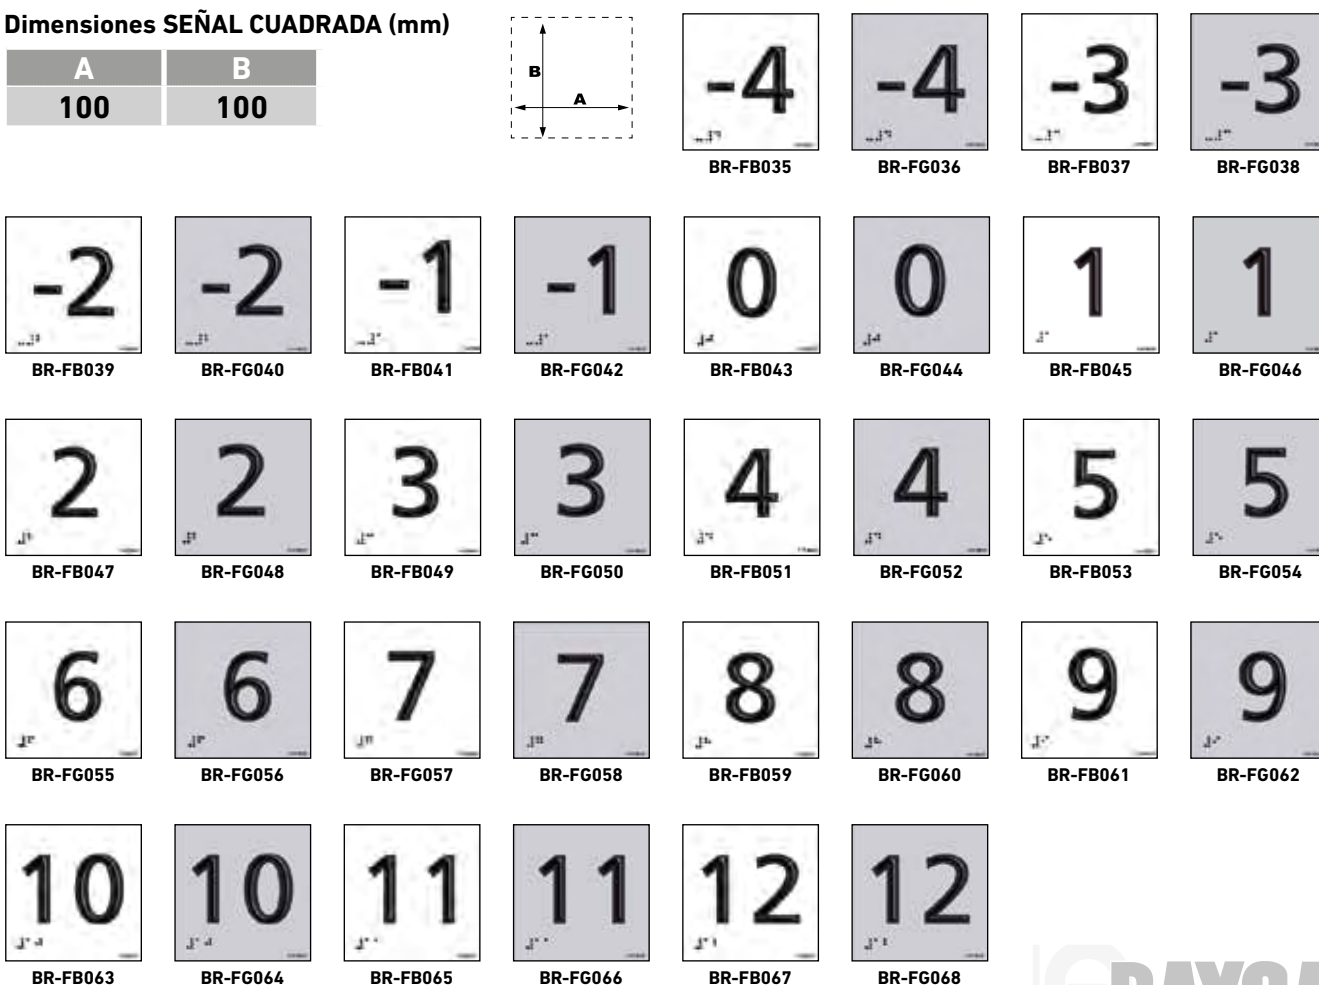 Dimensiones SEÑAL CUADRADA (mm)
A B
100 100
B
A
-4 -4 -3 -3
BR-FB035 BR-FG036 BR-FB037 BR-FG038
-2 -2 -1 -1 0 0 1 1
BR-FB039 BR-FG040 BR-FB041 BR-FG042 BR-FB043 BR-FG044 BR-FB045 BR-FG046
2 2 3 3 4 4 5 5
BR-FB047 BR-FG048 BR-FB049 BR-FG050 BR-FB051 BR-FG052 BR-FB053 BR-FG054
6 6 7 7 8 8 9 9
BR-FG055 BR-FG056 BR-FG057 BR-FG058 BR-FB059 BR-FG060 BR-FB061 BR-FG062
10 10 11 11 12 12
BR-FB063 BR-FG064 BR-FB065 BR-FG066 BR-FB067 BR-FG068